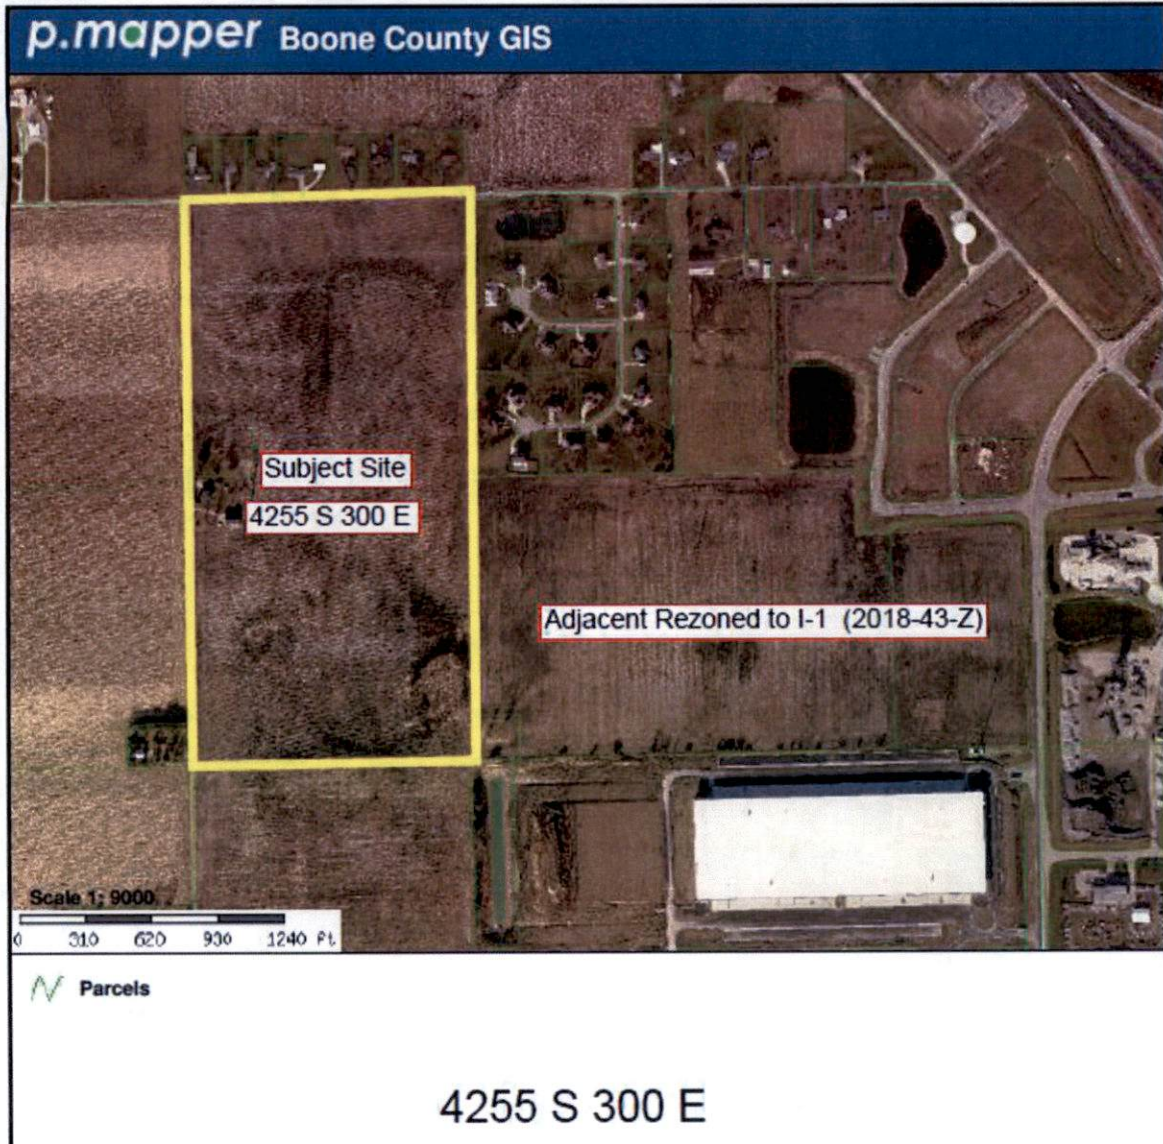 p.mapper Boone County GIS
Subject Site
4255 S 300 E
Adjacent Rezoned to I-1 (2018-43-Z)
Scale 1: 9000
0 310 620 930 1240 Ft.
Parcels
4255 S 300 E